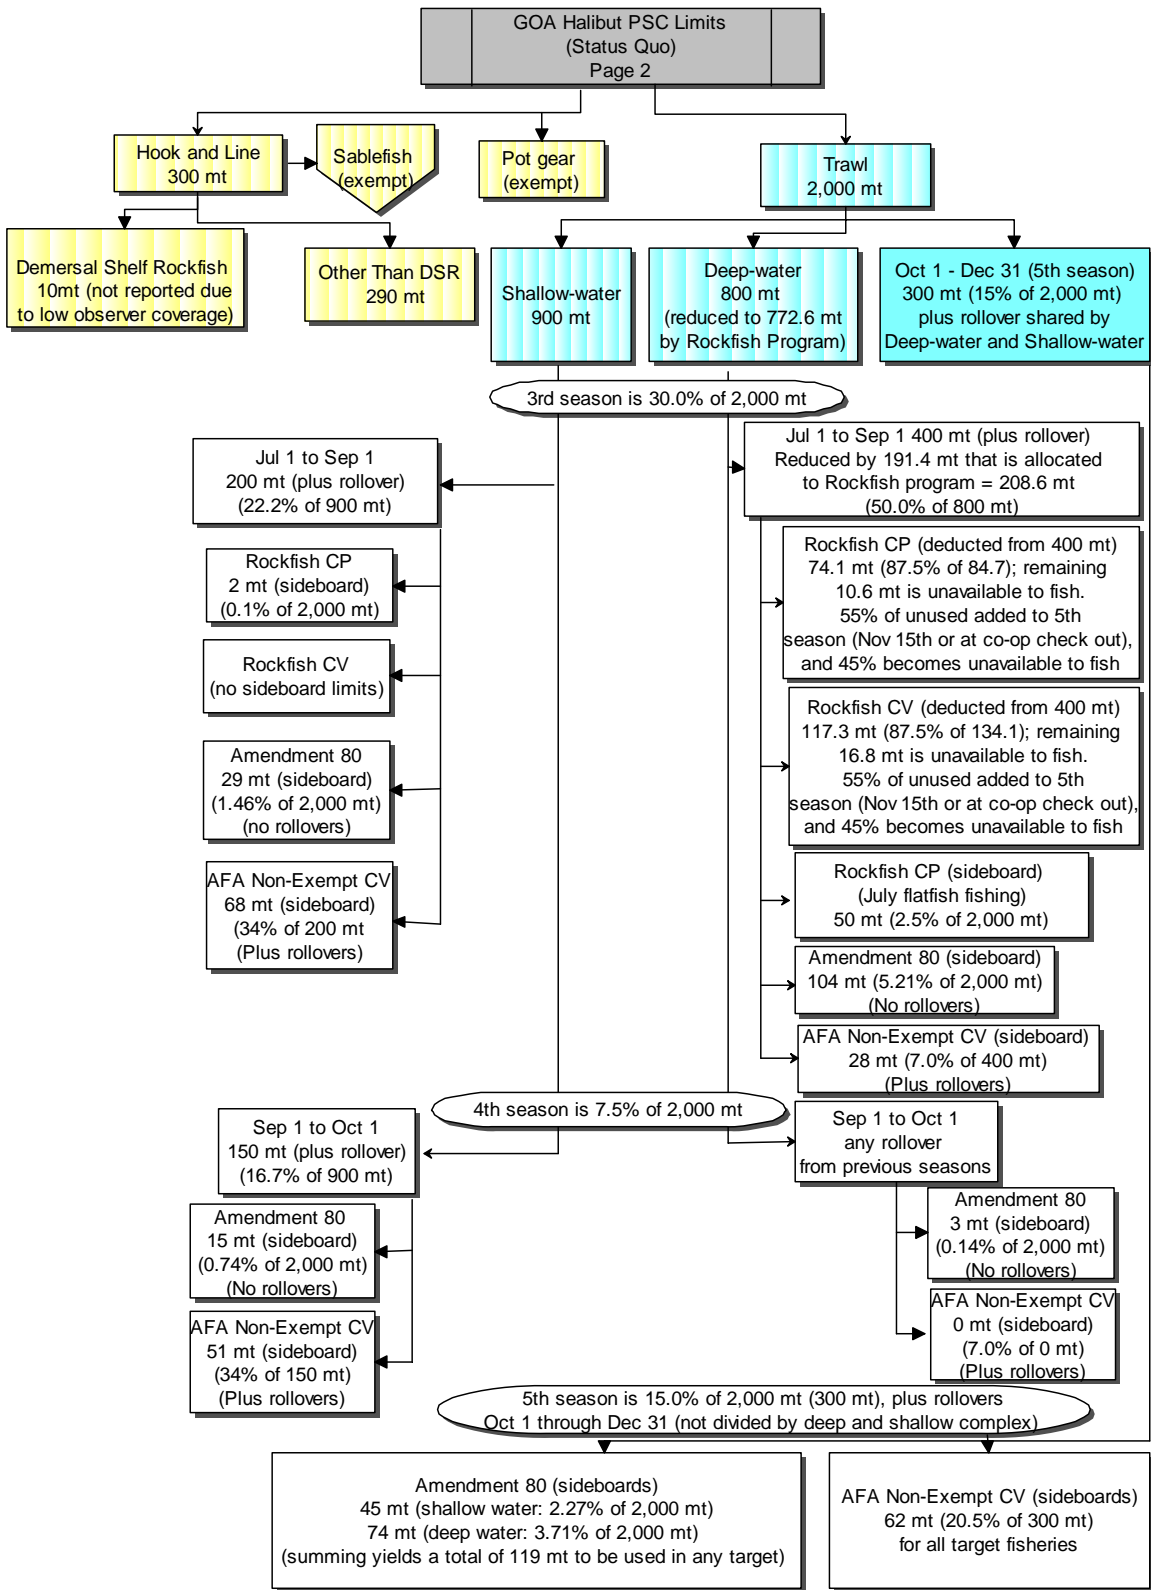 GOA Halibut PSC Limits
(Status Quo)
Page 2
Hook and Line
300 mt
Sablefish
(exempt)
Pot gear
(exempt)
Trawl
2,000 mt
Demersal Shelf Rockfish
10mt (not reported due
to low observer coverage)
Other Than DSR
290 mt
Shallow-water
900 mt
Deep-water
800 mt
(reduced to 772.6 mt
by Rockfish Program)
Oct 1 - Dec 31 (5th season)
300 mt (15% of 2,000 mt)
plus rollover shared by
Deep-water and Shallow-water
3rd season is 30.0% of 2,000 mt
Jul 1 to Sep 1
200 mt (plus rollover)
(22.2% of 900 mt)
Rockfish CP
2 mt (sideboard)
(0.1% of 2,000 mt)
Rockfish CV
(no sideboard limits)
Amendment 80
29 mt (sideboard)
(1.46% of 2,000 mt)
(no rollovers)
AFA Non-Exempt CV
68 mt (sideboard)
(34% of 200 mt
(Plus rollovers)
Jul 1 to Sep 1 400 mt (plus rollover)
Reduced by 191.4 mt that is allocated
to Rockfish program = 208.6 mt
(50.0% of 800 mt)
Rockfish CP (deducted from 400 mt)
74.1 mt (87.5% of 84.7); remaining
10.6 mt is unavailable to fish.
55% of unused added to 5th
season (Nov 15th or at co-op check out),
and 45% becomes unavailable to fish
Rockfish CV (deducted from 400 mt)
117.3 mt (87.5% of 134.1); remaining
16.8 mt is unavailable to fish.
55% of unused added to 5th
season (Nov 15th or at co-op check out),
and 45% becomes unavailable to fish
Rockfish CP (sideboard)
(July flatfish fishing)
50 mt (2.5% of 2,000 mt)
Amendment 80 (sideboard)
104 mt (5.21% of 2,000 mt)
(No rollovers)
AFA Non-Exempt CV (sideboard)
28 mt (7.0% of 400 mt)
(Plus rollovers)
4th season is 7.5% of 2,000 mt
Sep 1 to Oct 1
150 mt (plus rollover)
(16.7% of 900 mt)
Amendment 80
15 mt (sideboard)
(0.74% of 2,000 mt)
(No rollovers)
AFA Non-Exempt CV
51 mt (sideboard)
(34% of 150 mt)
(Plus rollovers)
Sep 1 to Oct 1
any rollover
from previous seasons
Amendment 80
3 mt (sideboard)
(0.14% of 2,000 mt)
(No rollovers)
AFA Non-Exempt CV
0 mt (sideboard)
(7.0% of 0 mt)
(Plus rollovers)
5th season is 15.0% of 2,000 mt (300 mt), plus rollovers
Oct 1 through Dec 31 (not divided by deep and shallow complex)
Amendment 80 (sideboards)
45 mt (shallow water: 2.27% of 2,000 mt)
74 mt (deep water: 3.71% of 2,000 mt)
(summing yields a total of 119 mt to be used in any target)
AFA Non-Exempt CV (sideboards)
62 mt (20.5% of 300 mt)
for all target fisheries